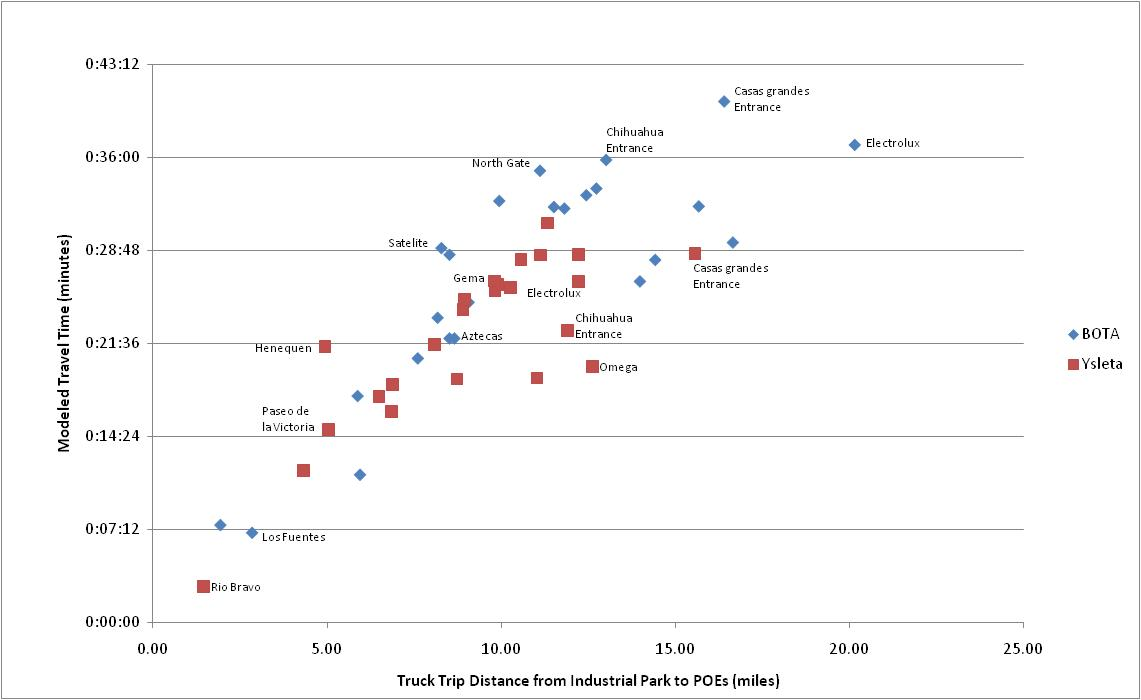 0:43:12
Casas grandes
Entrance
Chihuahua
Entrance
Electrolux
0:36:00
North Gate
Satelite
0:28:48
Casas grandes
Entrance
Gema
Electrolux
Chihuahua
Entrance
Aztecas
0:21:36
Henequen
Omega
BOTA
Ysleta
Modeled Travel Time (minutes)
Paseo de
la Victoria
0:14:24
0:07:12
Los Fuentes
Rio Bravo
0:00:00
0.00 5.00 10.00 15.00 20.00 25.00
Truck Trip Distance from Industrial Park to POEs (miles)